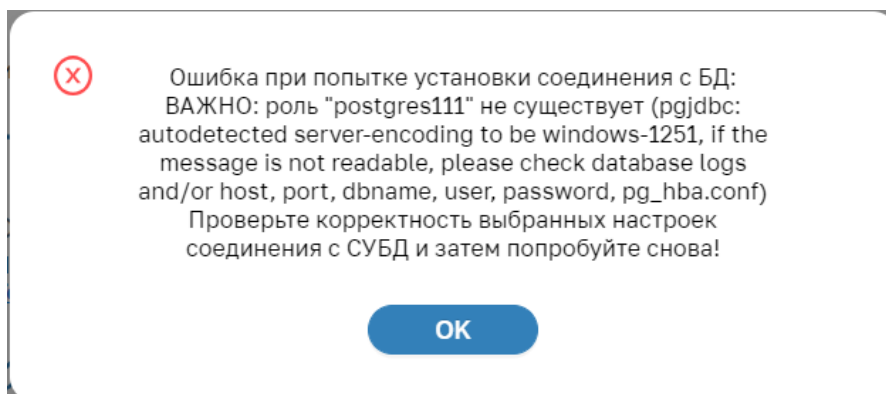 Ошибка при попытке установки соединения с БД:
ВАЖНО: роль "postgres111" не существует (pgjdbc:
autodetected server-encoding to be windows-1251, if the
message is not readable, please check database logs
and/or host, port, dbname, user, password, pg_hba.conf)
Проверьте корректность выбранных настроек
соединения с СУБД и затем попробуйте снова!
OK